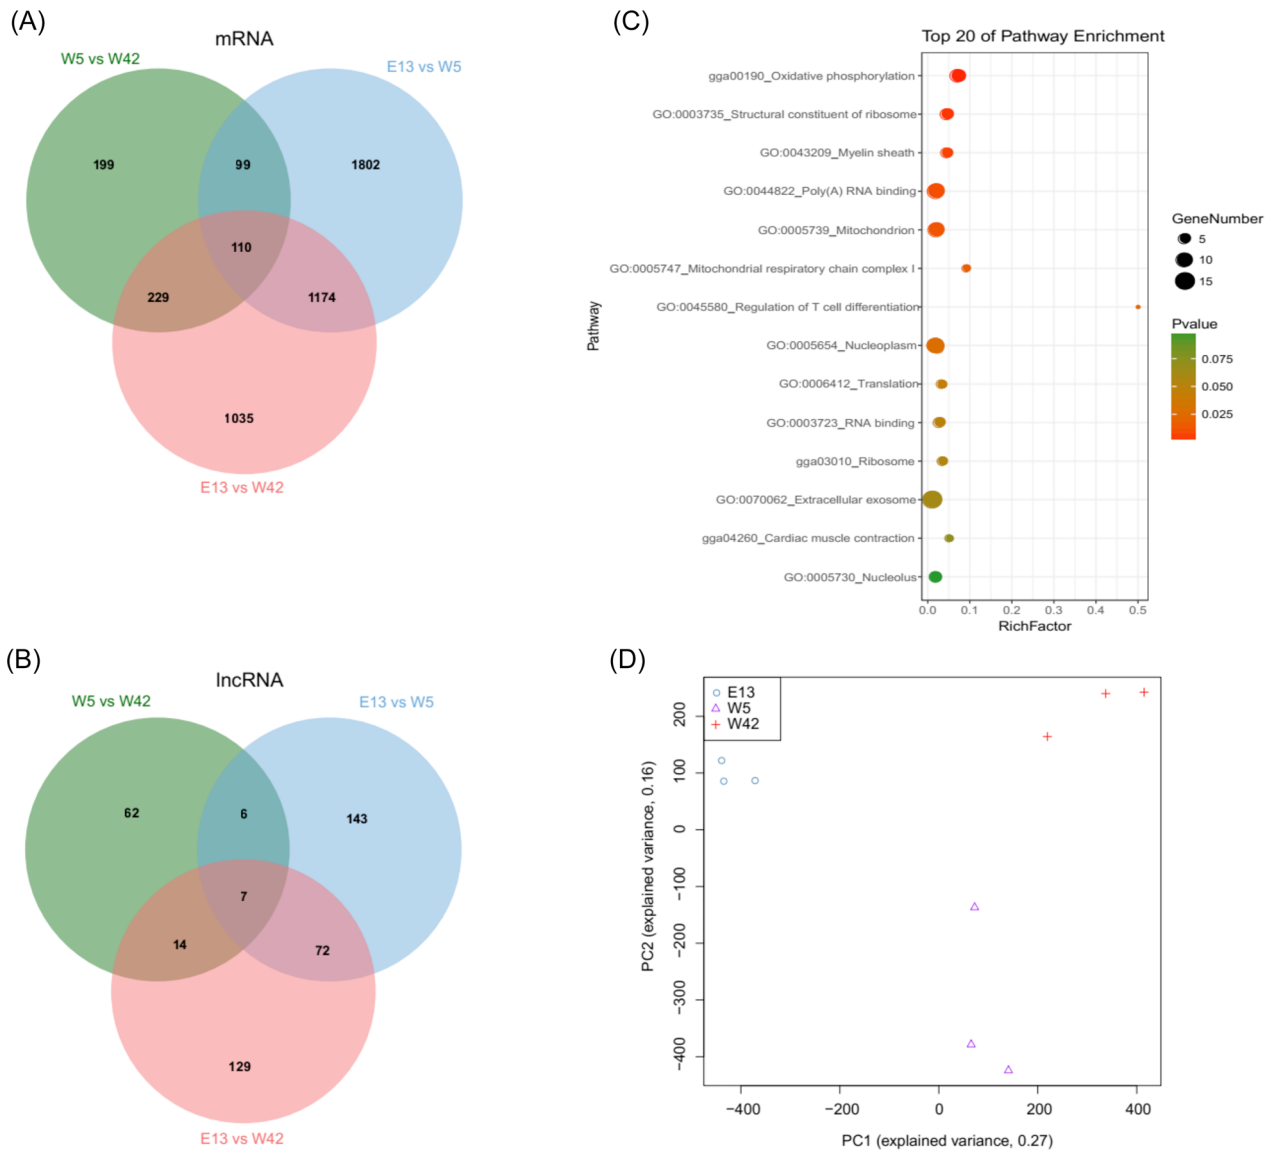 (A)
mRNA
W5 vs W42
E13 vs W5
199
99
1802
110
229
1174
1035
E13 vs W42
(C)
Top 20 of Pathway Enrichment
Pathway
gga00190_Oxidative phosphorylation
GO:0003735_Structural constituent of ribosome
GO:0043209_Myelin sheath
GO:0044822_Poly(A) RNA binding
GO:0005739_Mitochondrion
GO:0005747_Mitochondrial respiratory chain complex I
GO:0045580_Regulation of T cell differentiation
GO:0005654_Nucleoplasm
GO:0006412_Translation
GO:0003723_RNA binding
gga03010_Ribosome
GO:0070062_Extracellular exosome
gga04260_Cardiac muscle contraction
GO:0005730_Nucleolus
0.0 0.1 0.2 0.3 0.4 0.5
RichFactor
GeneNumber
5
10
15
Pvalue
0.075
0.050
0.025
(B)
lncRNA
W5 vs W42
E13 vs W5
62
6
143
7
14
72
129
E13 vs W42
(D)
E13
W5
W42
PC2 (explained variance, 0.16)
200
100
0
−100
−200
−300
−400
−400 −200 0 200 400
PC1 (explained variance, 0.27)